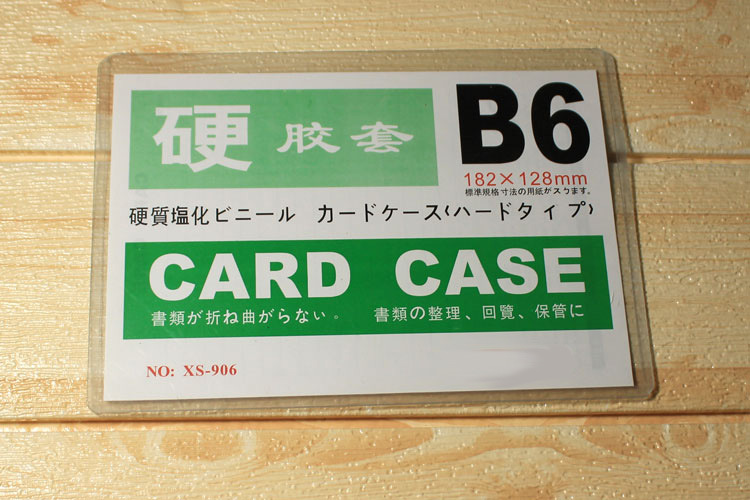 硬 胶套
B6
182×128mm
標準規格寸法の用紙がスウます。
硬質塩化ビニール カードケース(ハードタイプ)
CARD CASE
書類が折ね曲がらない。 書類の整理、回覽、保管に
NO: XS-906